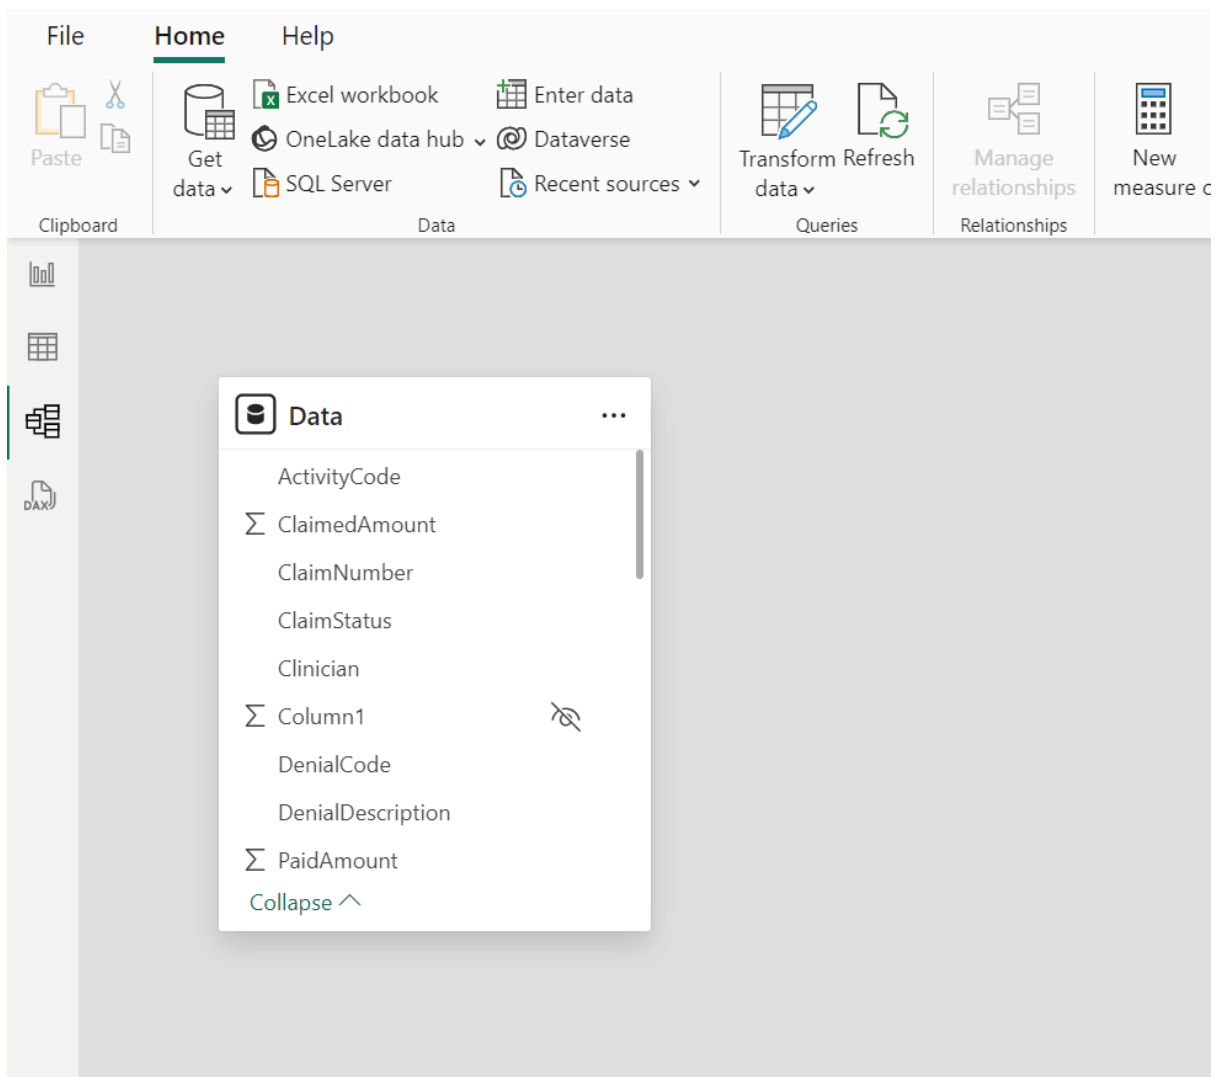 File Home Help
Paste
Clipboard
Get
data
Excel workbook
OneLake data hub
SQL Server
Enter data
Dataverse
Recent sources
Data
Transform
data
Refresh
Queries
Manage
relationships
Relationships
New
measure
DAX
Data
ActivityCode
ClaimedAmount
ClaimNumber
ClaimStatus
Clinician
Column1
DenialCode
DenialDescription
PaidAmount
Collapse